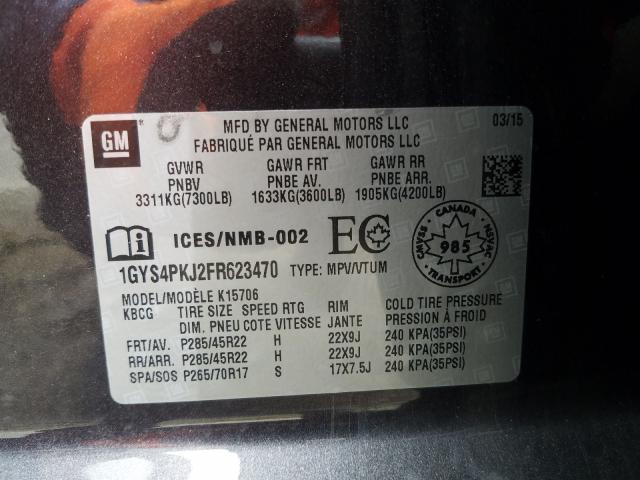 GM
MFD BY GENERAL MOTORS LLC 03/15
FABRIQUÉ PAR GENERAL MOTORS LLC
GVWR GAWR FRT GAWR RR
PNBV PNBE AV. PNBE ARR.
3311KG(7300LB) 1633KG(3600LB) 1905KG(4200LB)
ICES/NMB-002 EC
CANADA
CMVSS 985 NSVAC
1GYS4PKJ2FR623470 TYPE: MPV/VTUM
MODEL/MODÈLE K15706
KBCG TIRE SIZE SPEED RTG RIM COLD TIRE PRESSURE
DIM. PNEU COTE VITESSE JANTE PRESSION À FROID
FRT/AV. P285/45R22 H 22X9J 240 KPA(35PSI)
RR/ARR. P285/45R22 H 22X9J 240 KPA(35PSI)
SPA/SOS P265/70R17 S 17X7.5J 240 KPA(35PSI)